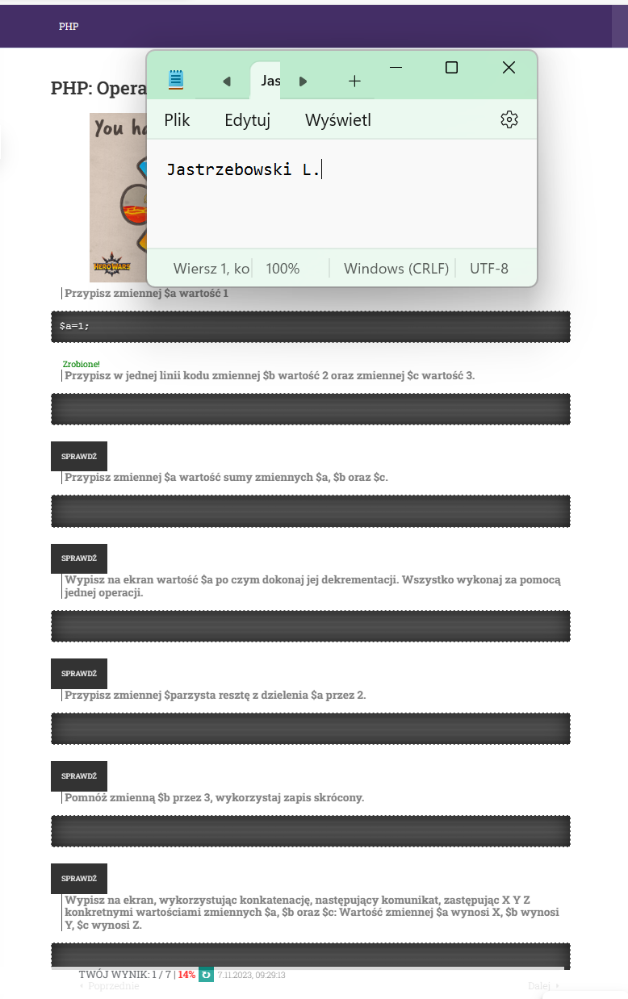 PHP
PHP: Opera
You ha
HERO WARS
Jas
Plik Edytuj Wyświetl
Jastrzebowski L.
Wiersz 1, ko 100% Windows (CRLF) UTF-8
Przypisz zmiennej $a wartość 1
$a=1;
Zrobione!
Przypisz w jednej linii kodu zmiennej $b wartość 2 oraz zmiennej $c wartość 3.
SPRAWDŹ
Przypisz zmiennej $a wartość sumy zmiennych $a, $b oraz $c.
SPRAWDŹ
Wypisz na ekran wartość $a po czym dokonaj jej dekrementacji. Wszystko wykonaj za pomocą
jednej operacji.
SPRAWDŹ
Przypisz zmiennej $parzysta resztę z dzielenia $a przez 2.
SPRAWDŹ
Pomnóż zmienną $b przez 3, wykorzystaj zapis skrócony.
SPRAWDŹ
Wypisz na ekran, wykorzystując konkatenację, następujący komunikat, zastępując X Y Z
konkretnymi wartościami zmiennych $a, $b oraz $c: Wartość zmiennej $a wynosi X, $b wynosi
Y, $c wynosi Z.
TWÓJ WYNIK: 1 / 7 | 14% 7.11.2023, 09:29:13
Poprzednie Dalej